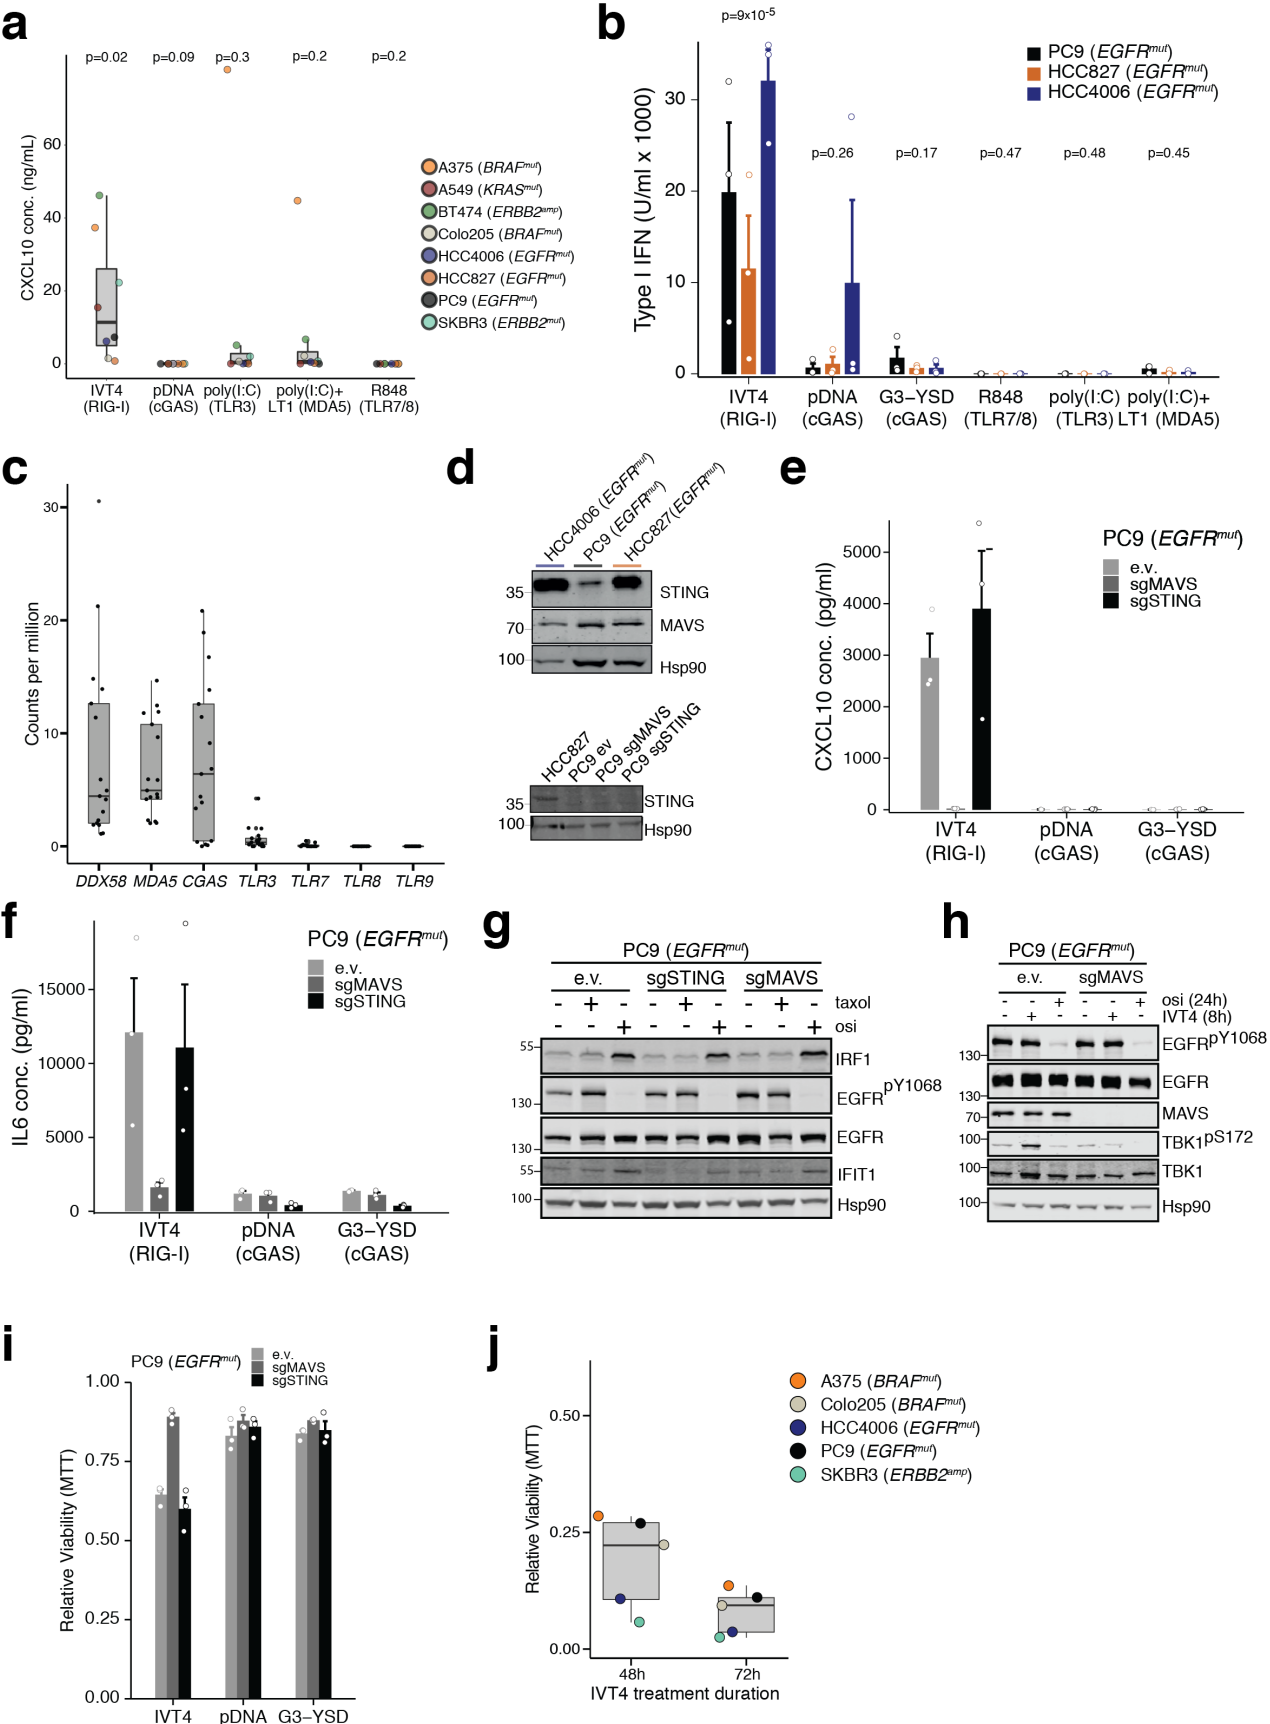 a
p=0.02 p=0.09 p=0.3 p=0.2 p=0.2
CXCL10 conc. (ng/mL)
60
40
20
0
IVT4 (RIG-I)
pDNA (cGAS)
poly(I:C) (TLR3)
poly(I:C)+ LT1 (MDA5)
R848 (TLR7/8)
A375 (BRAFmut)
A549 (KRASmut)
BT474 (ERBB2amp)
Colo205 (BRAFmut)
HCC4006 (EGFRmut)
HCC827 (EGFRmut)
PC9 (EGFRmut)
SKBR3 (ERBB2mut)
b
p=9x10-5
p=0.26 p=0.17 p=0.47 p=0.48 p=0.45
PC9 (EGFRmut)
HCC827 (EGFRmut)
HCC4006 (EGFRmut)
Type I IFN (U/ml x 1000)
30
20
10
0
IVT4 (RIG-I)
pDNA (cGAS)
G3–YSD (cGAS)
R848 (TLR7/8)
poly(I:C) (TLR3)
poly(I:C)+ LT1 (MDA5)
c
Counts per million
30
20
10
0
DDX58 MDA5 CGAS TLR3 TLR7 TLR8 TLR9
d
HCC4006 (EGFRmut)
PC9 (EGFRmut)
HCC827(EGFRmut)
35 STING
70 MAVS
100 Hsp90
HCC827
PC9 ev
PC9 sgMAVS
PC9 sgSTING
35 STING
100 Hsp90
e
PC9 (EGFRmut)
e.v.
sgMAVS
sgSTING
CXCL10 conc. (pg/ml)
5000
4000
3000
2000
1000
0
IVT4 (RIG-I)
pDNA (cGAS)
G3–YSD (cGAS)
f
PC9 (EGFRmut)
e.v.
sgMAVS
sgSTING
IL6 conc. (pg/ml)
15000
10000
5000
0
IVT4 (RIG-I)
pDNA (cGAS)
G3–YSD (cGAS)
g
PC9 (EGFRmut)
e.v. sgSTING sgMAVS
- + - - + - - + - taxol
- - + - - + - - + osi
55 IRF1
130 EGFRpY1068
130 EGFR
55 IFIT1
100 Hsp90
h
PC9 (EGFRmut)
e.v. sgMAVS
- - + - - + osi (24h)
- + - - + - IVT4 (8h)
130 EGFRpY1068
130 EGFR
70 MAVS
100 TBK1pS172
100 TBK1
100 Hsp90
i
PC9 (EGFRmut)
e.v.
sgMAVS
sgSTING
Relative Viability (MTT)
1.00
0.75
0.50
0.25
0.00
IVT4 pDNA G3–YSD
j
Relative Viability (MTT)
0.50
0.25
0.00
48h 72h
IVT4 treatment duration
A375 (BRAFmut)
Colo205 (BRAFmut)
HCC4006 (EGFRmut)
PC9 (EGFRmut)
SKBR3 (ERBB2amp)